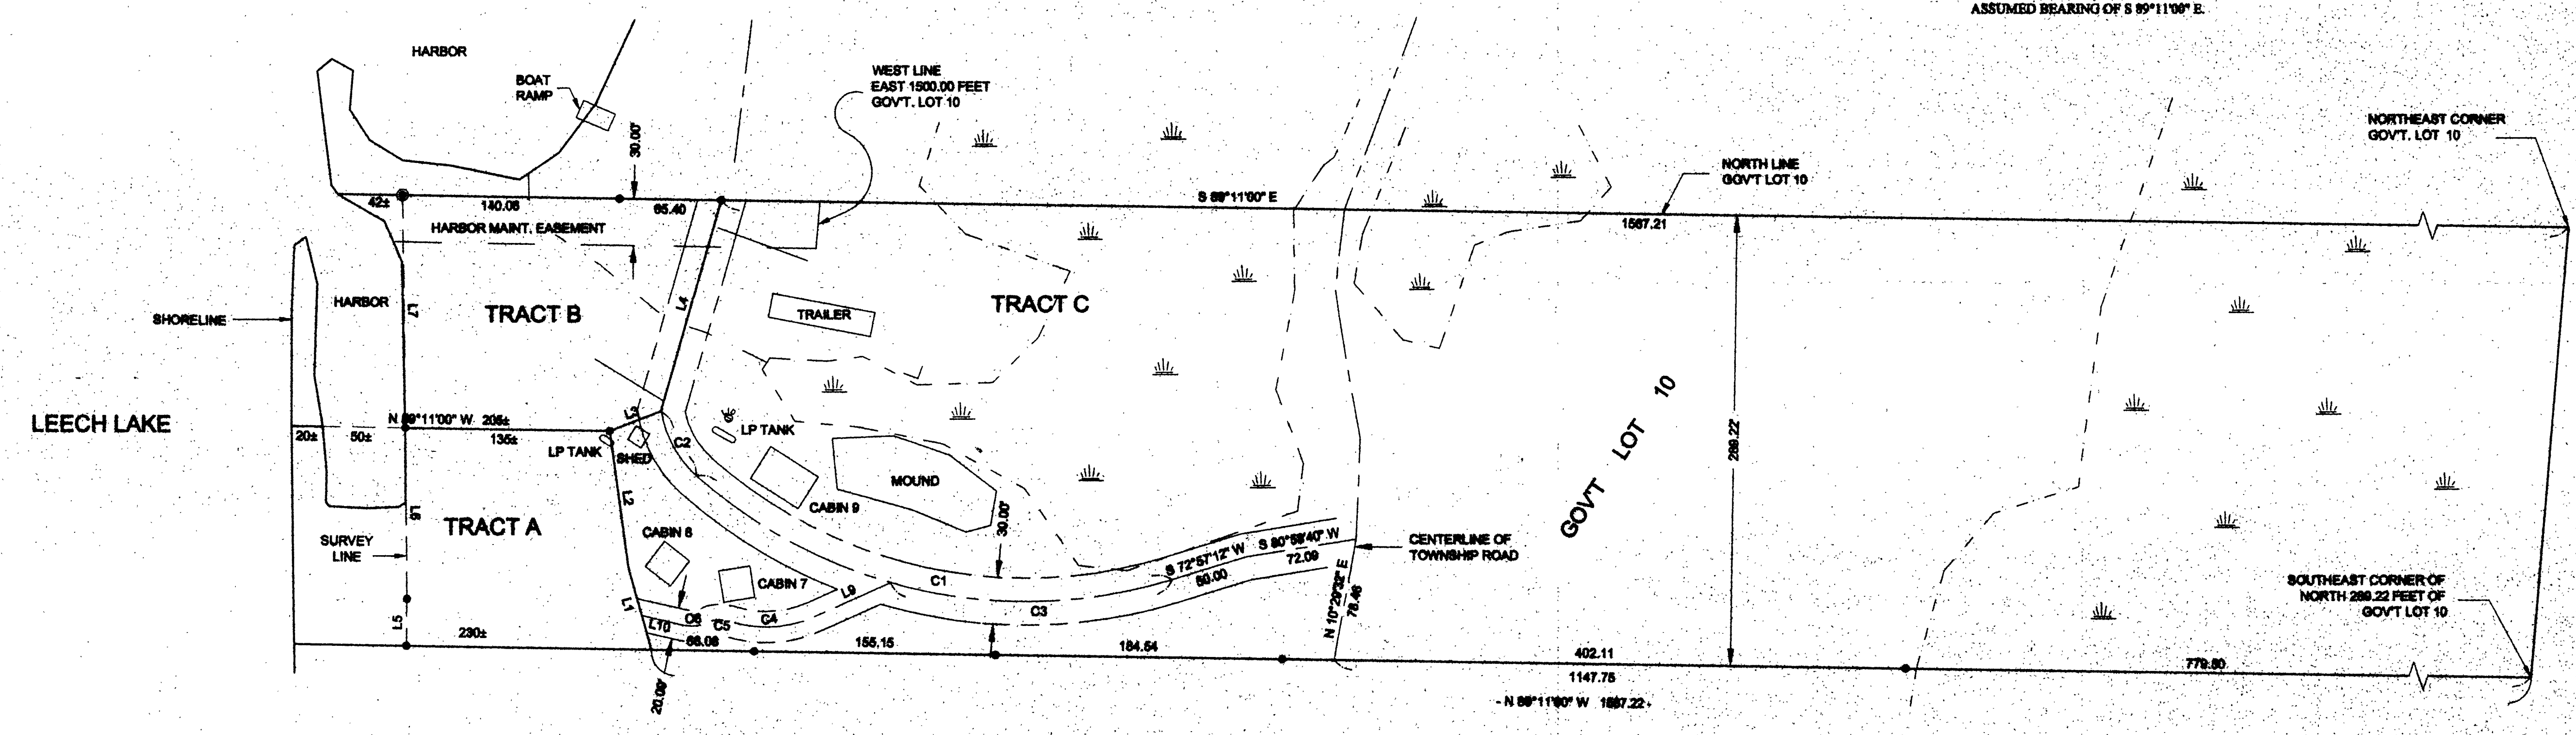 ASSUMED BEARING OF S 89°11'00" E.
HARBOR
BOAT
RAMP
30.00'
WEST LINE
EAST 1500.00 FEET
GOV'T. LOT 10
NORTHEAST CORNER
GOV'T. LOT 10
NORTH LINE
GOV'T LOT 10
42±
140.06
65.40
S 89°11'00" E
1567.21
HARBOR MAINT. EASEMENT
HARBOR
L7
TRACT B
L4
TRACT C
TRAILER
SHORELINE
LEECH LAKE
N 89°11'00" W 205±
20±
50±
135±
L3
LP TANK
SHED
C2
LP TANK
GOV'T LOT 10
289.22'
L2
MOUND
CABIN 9
L6
TRACT A
SURVEY
LINE
CABIN 8
CABIN 7
30.00'
S 72°57'12" W
60.00
S 80°58'40" W
72.09
CENTERLINE OF
TOWNSHIP ROAD
C1
L9
C3
N 10°29'32" E
78.46
SOUTHEAST CORNER OF
NORTH 289.22 FEET OF
GOV'T LOT 10
L1
L5
L10
C6
C5
C4
230±
66.08
155.15
184.54
402.11
1147.75
779.50
20.00'
N 89°11'00" W 1567.22